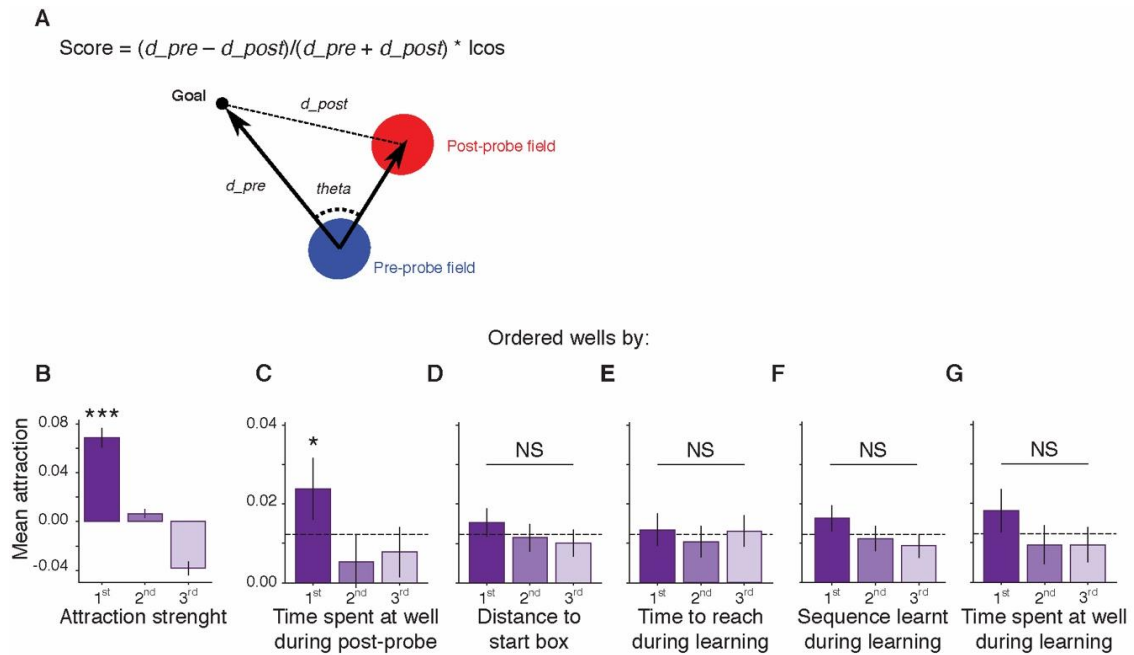 A
Score = (d_pre – d_post)/(d_pre + d_post) * Icos
Goal
d_post
Post-probe field
d_pre
theta
Pre-probe field
Ordered wells by:
B
C
D
E
F
G
Mean attraction
0.08
0.04
0.00
-0.04
***
1st 2nd 3rd
Attraction strenght
0.04
0.02
0.00
*
1st 2nd 3rd
Time spent at well
during post-probe
NS
1st 2nd 3rd
Distance to
start box
NS
1st 2nd 3rd
Time to reach
during learning
NS
1st 2nd 3rd
Sequence learnt
during learning
NS
1st 2nd 3rd
Time spent at well
during learning